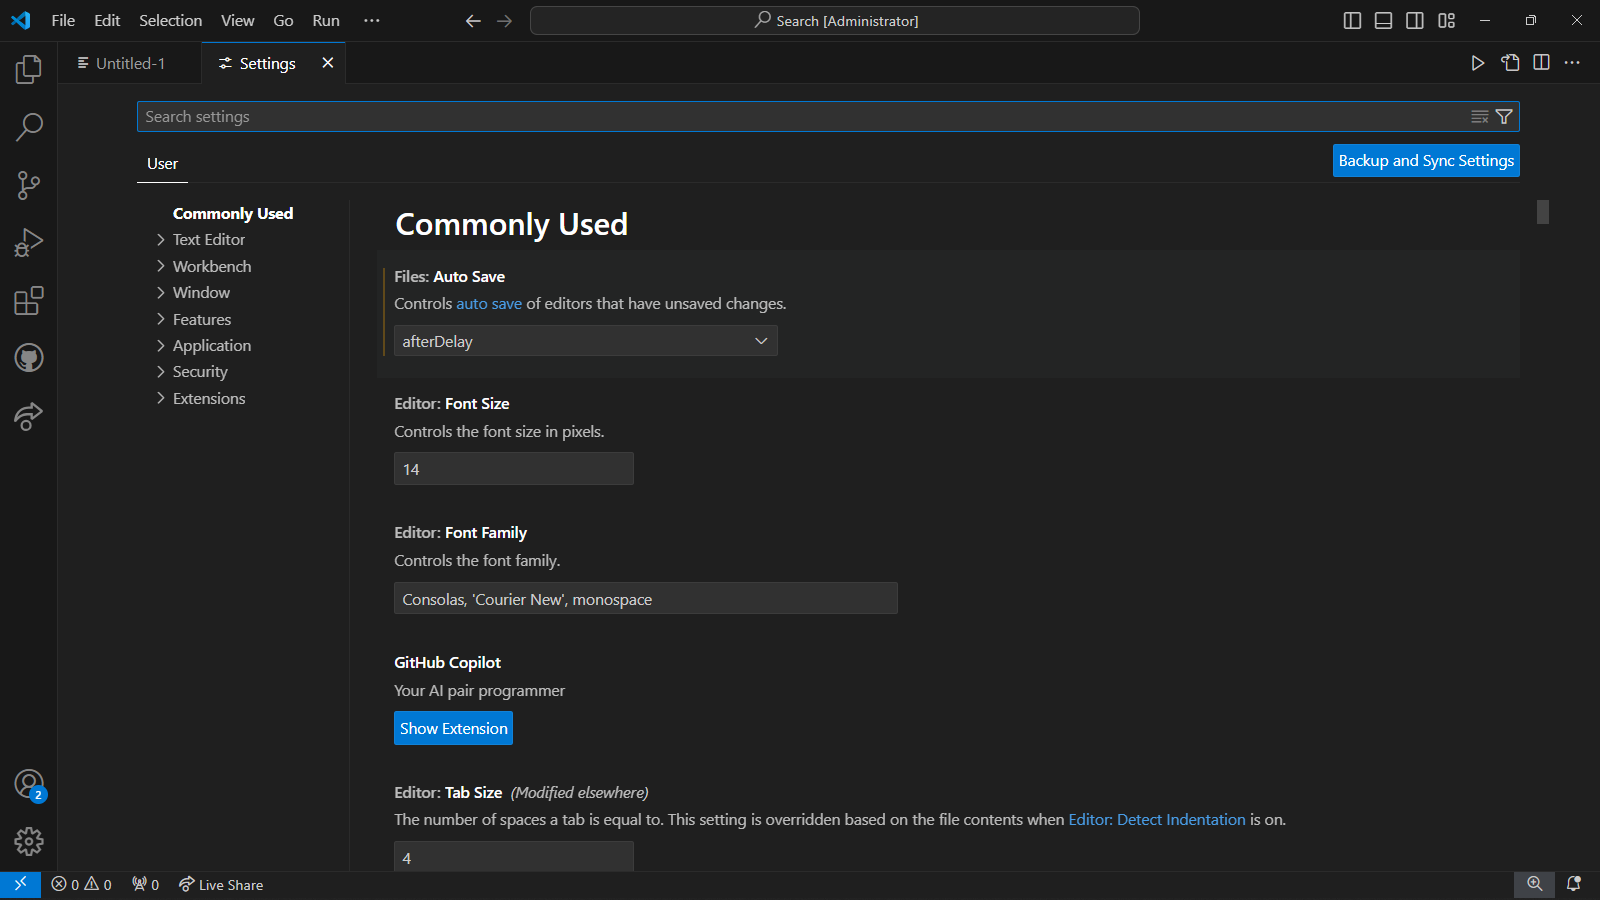 File Edit Selection View Go Run ···
Search [Administrator]
Untitled-1
Settings
Search settings
User
Backup and Sync Settings
Commonly Used
Text Editor
Workbench
Window
Features
Application
Security
Extensions
Commonly Used
Files: Auto Save
Controls auto save of editors that have unsaved changes.
afterDelay
Editor: Font Size
Controls the font size in pixels.
14
Editor: Font Family
Controls the font family.
Consolas, 'Courier New', monospace
GitHub Copilot
Your AI pair programmer
Show Extension
Editor: Tab Size (Modified elsewhere)
The number of spaces a tab is equal to. This setting is overridden based on the file contents when Editor: Detect Indentation is on.
4
2
0 0 0 Live Share